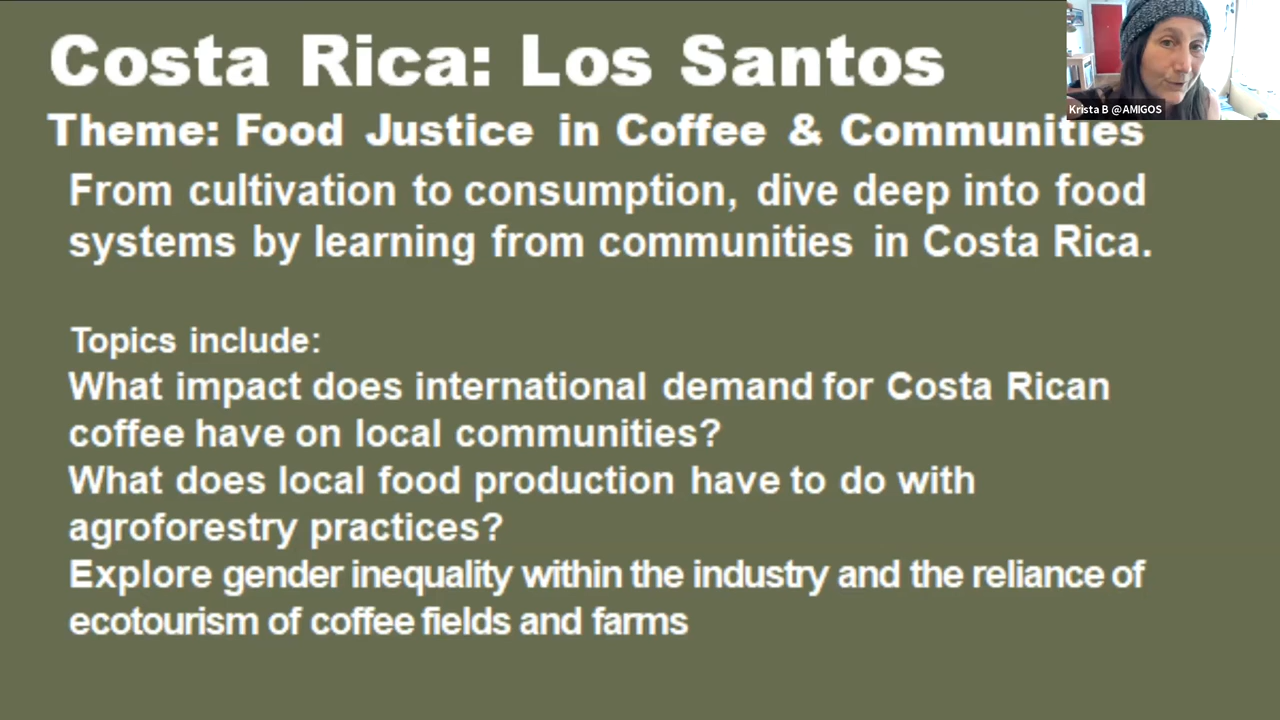 Costa Rica: Los Santos
Krista B @AMIGOS
Theme: Food Justice in Coffee & Communities
From cultivation to consumption, dive deep into food
systems by learning from communities in Costa Rica.
Topics include:
What impact does international demand for Costa Rican
coffee have on local communities?
What does local food production have to do with
agroforestry practices?
Explore gender inequality within the industry and the reliance of
ecotourism of coffee fields and farms